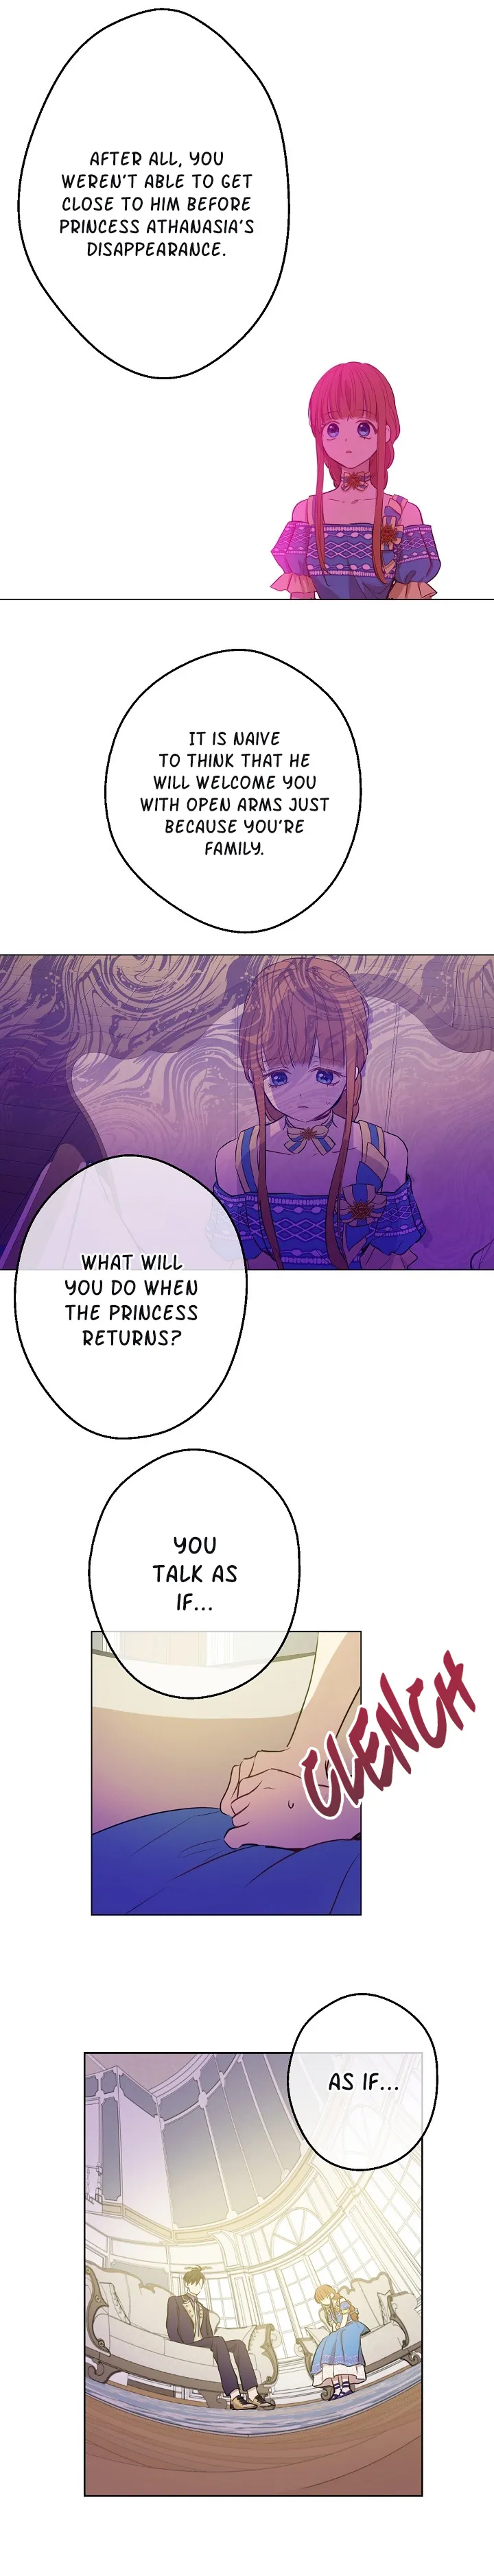 AFTER ALL, YOU
WEREN'T ABLE TO GET
CLOSE TO HIM BEFORE
PRINCESS ATHANASIA'S
DISAPPEARANCE.
IT IS NAIVE
TO THINK THAT HE
WILL WELCOME YOU
WITH OPEN ARMS JUST
BECAUSE YOU'RE
FAMILY.
WHAT WILL
YOU DO WHEN
THE PRINCESS
RETURNS?
YOU
TALK AS
IF...
CLENCH
AS IF...